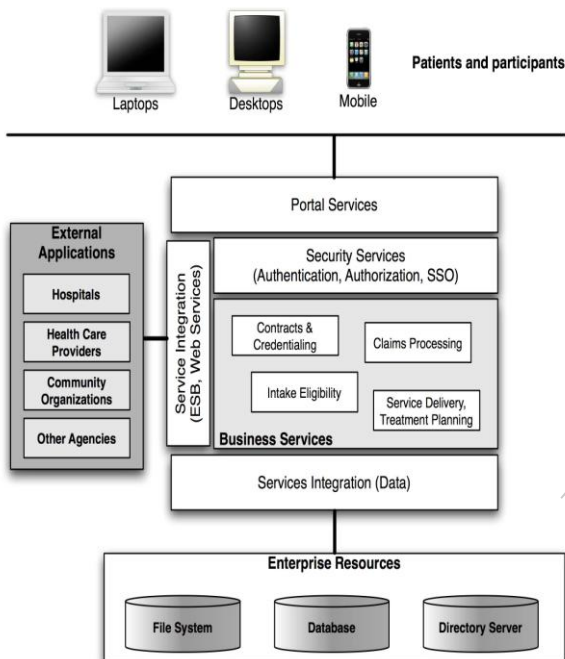 Patients and participants
Laptops
Desktops
Mobile
Portal Services
External
Applications
Hospitals
Health Care
Providers
Community
Organizations
Other Agencies
Service Integration
(ESB, Web Services)
Security Services
(Authentication, Authorization, SSO)
Contracts &
Credentialing
Claims Processing
Intake Eligibility
Service Delivery,
Treatment Planning
Business Services
Services Integration (Data)
Enterprise Resources
File System
Database
Directory Server